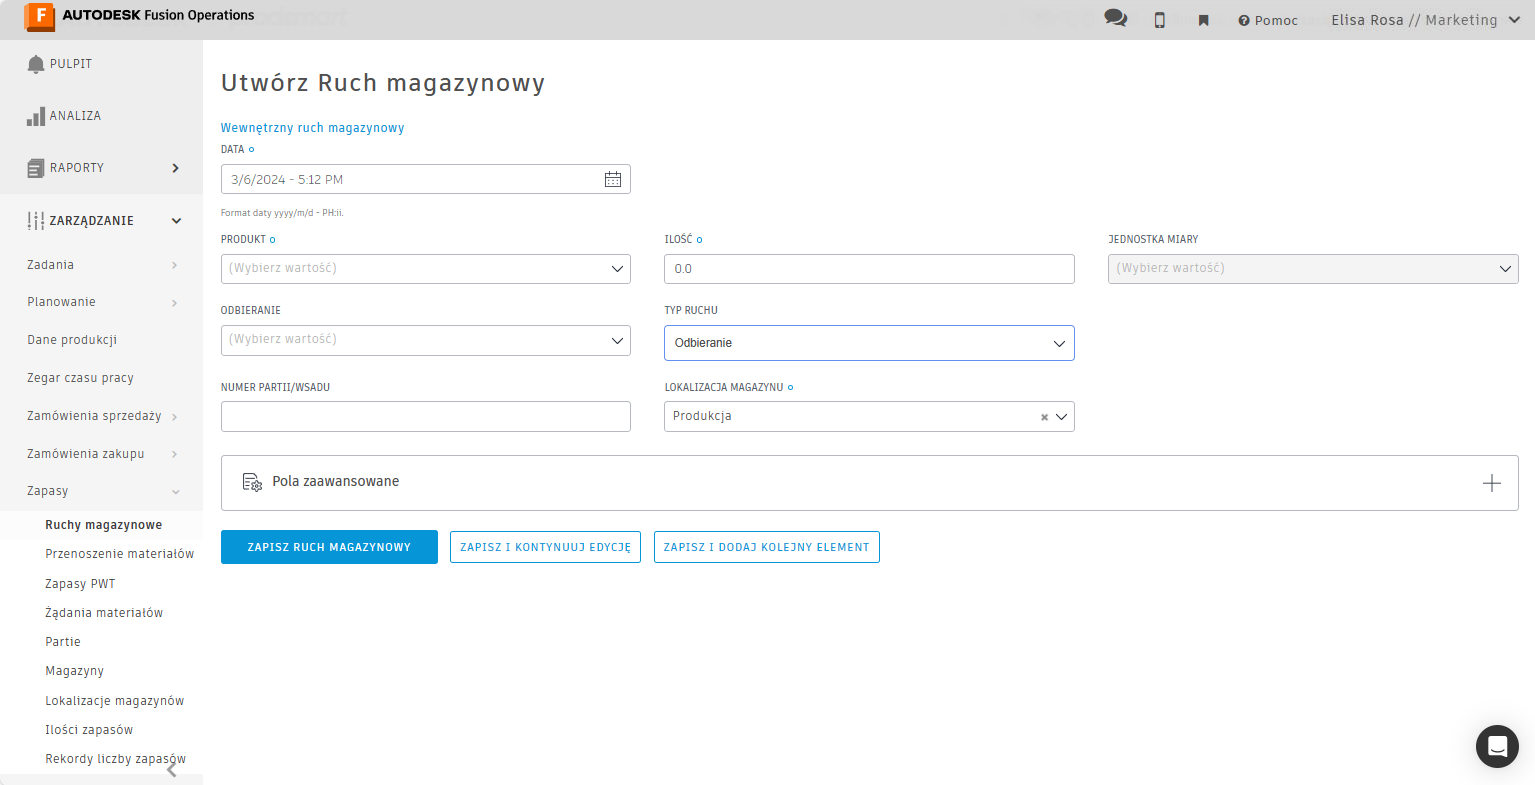 AUTODESK Fusion Operations
Pomoc
Elisa Rosa // Marketing
PULPIT
ANALIZA
RAPORTY
ZARZĄDZANIE
Zadania
Planowanie
Dane produkcji
Zegar czasu pracy
Zamówienia sprzedaży
Zamówienia zakupu
Zapasy
Ruchy magazynowe
Przenoszenie materiałów
Zapasy PWT
Żądania materiałów
Partie
Magazyny
Lokalizacje magazynów
Ilości zapasów
Rekordy liczby zapasów
Utwórz Ruch magazynowy
Wewnętrzny ruch magazynowy
DATA
3/6/2024 - 5:12 PM
Format daty yyyy/m/d - PH:ii.
PRODUKT
(Wybierz wartość)
ILOŚĆ
0.0
JEDNOSTKA MIARY
(Wybierz wartość)
ODBIERANIE
(Wybierz wartość)
TYP RUCHU
Odbieranie
NUMER PARTII/WSADU
LOKALIZACJA MAGAZYNU
Produkcja
Pola zaawansowane
ZAPISZ RUCH MAGAZYNOWY
ZAPISZ I KONTYNUUJ EDYCJĘ
ZAPISZ I DODAJ KOLEJNY ELEMENT